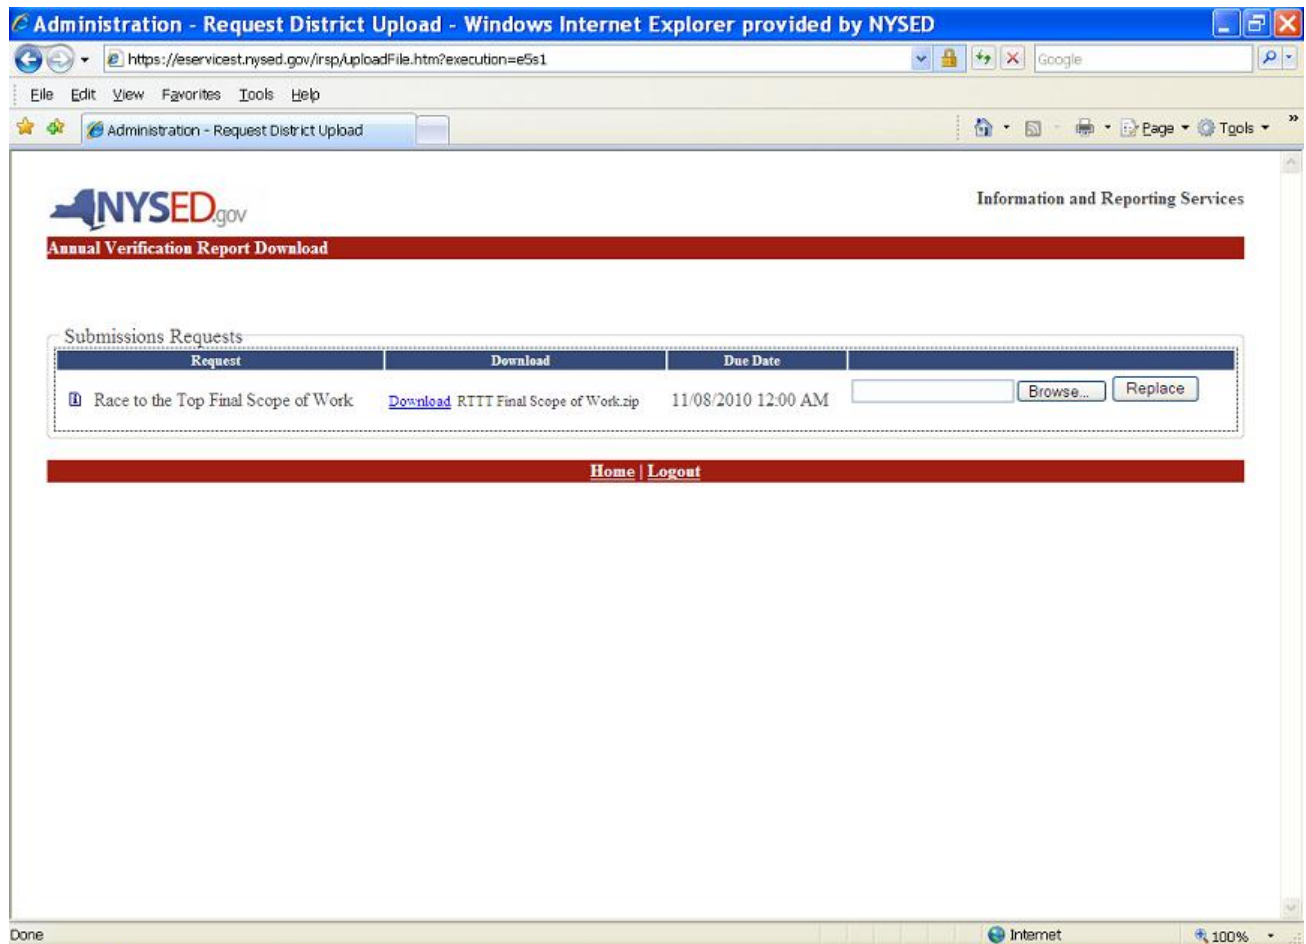 Administration - Request District Upload - Windows Internet Explorer provided by NYSED
https://eservicest.nysed.gov/irsp/uploadFile.htm?execution=e5s1
Google
File Edit View Favorites Tools Help
Administration - Request District Upload
Page Tools
NYSED.gov
Information and Reporting Services
Annual Verification Report Download
Submissions Requests
Request Download Due Date
Race to the Top Final Scope of Work Download RTTT Final Scope of Work.zip 11/08/2010 12:00 AM Browse... Replace
Home | Logout
Done Internet 100%